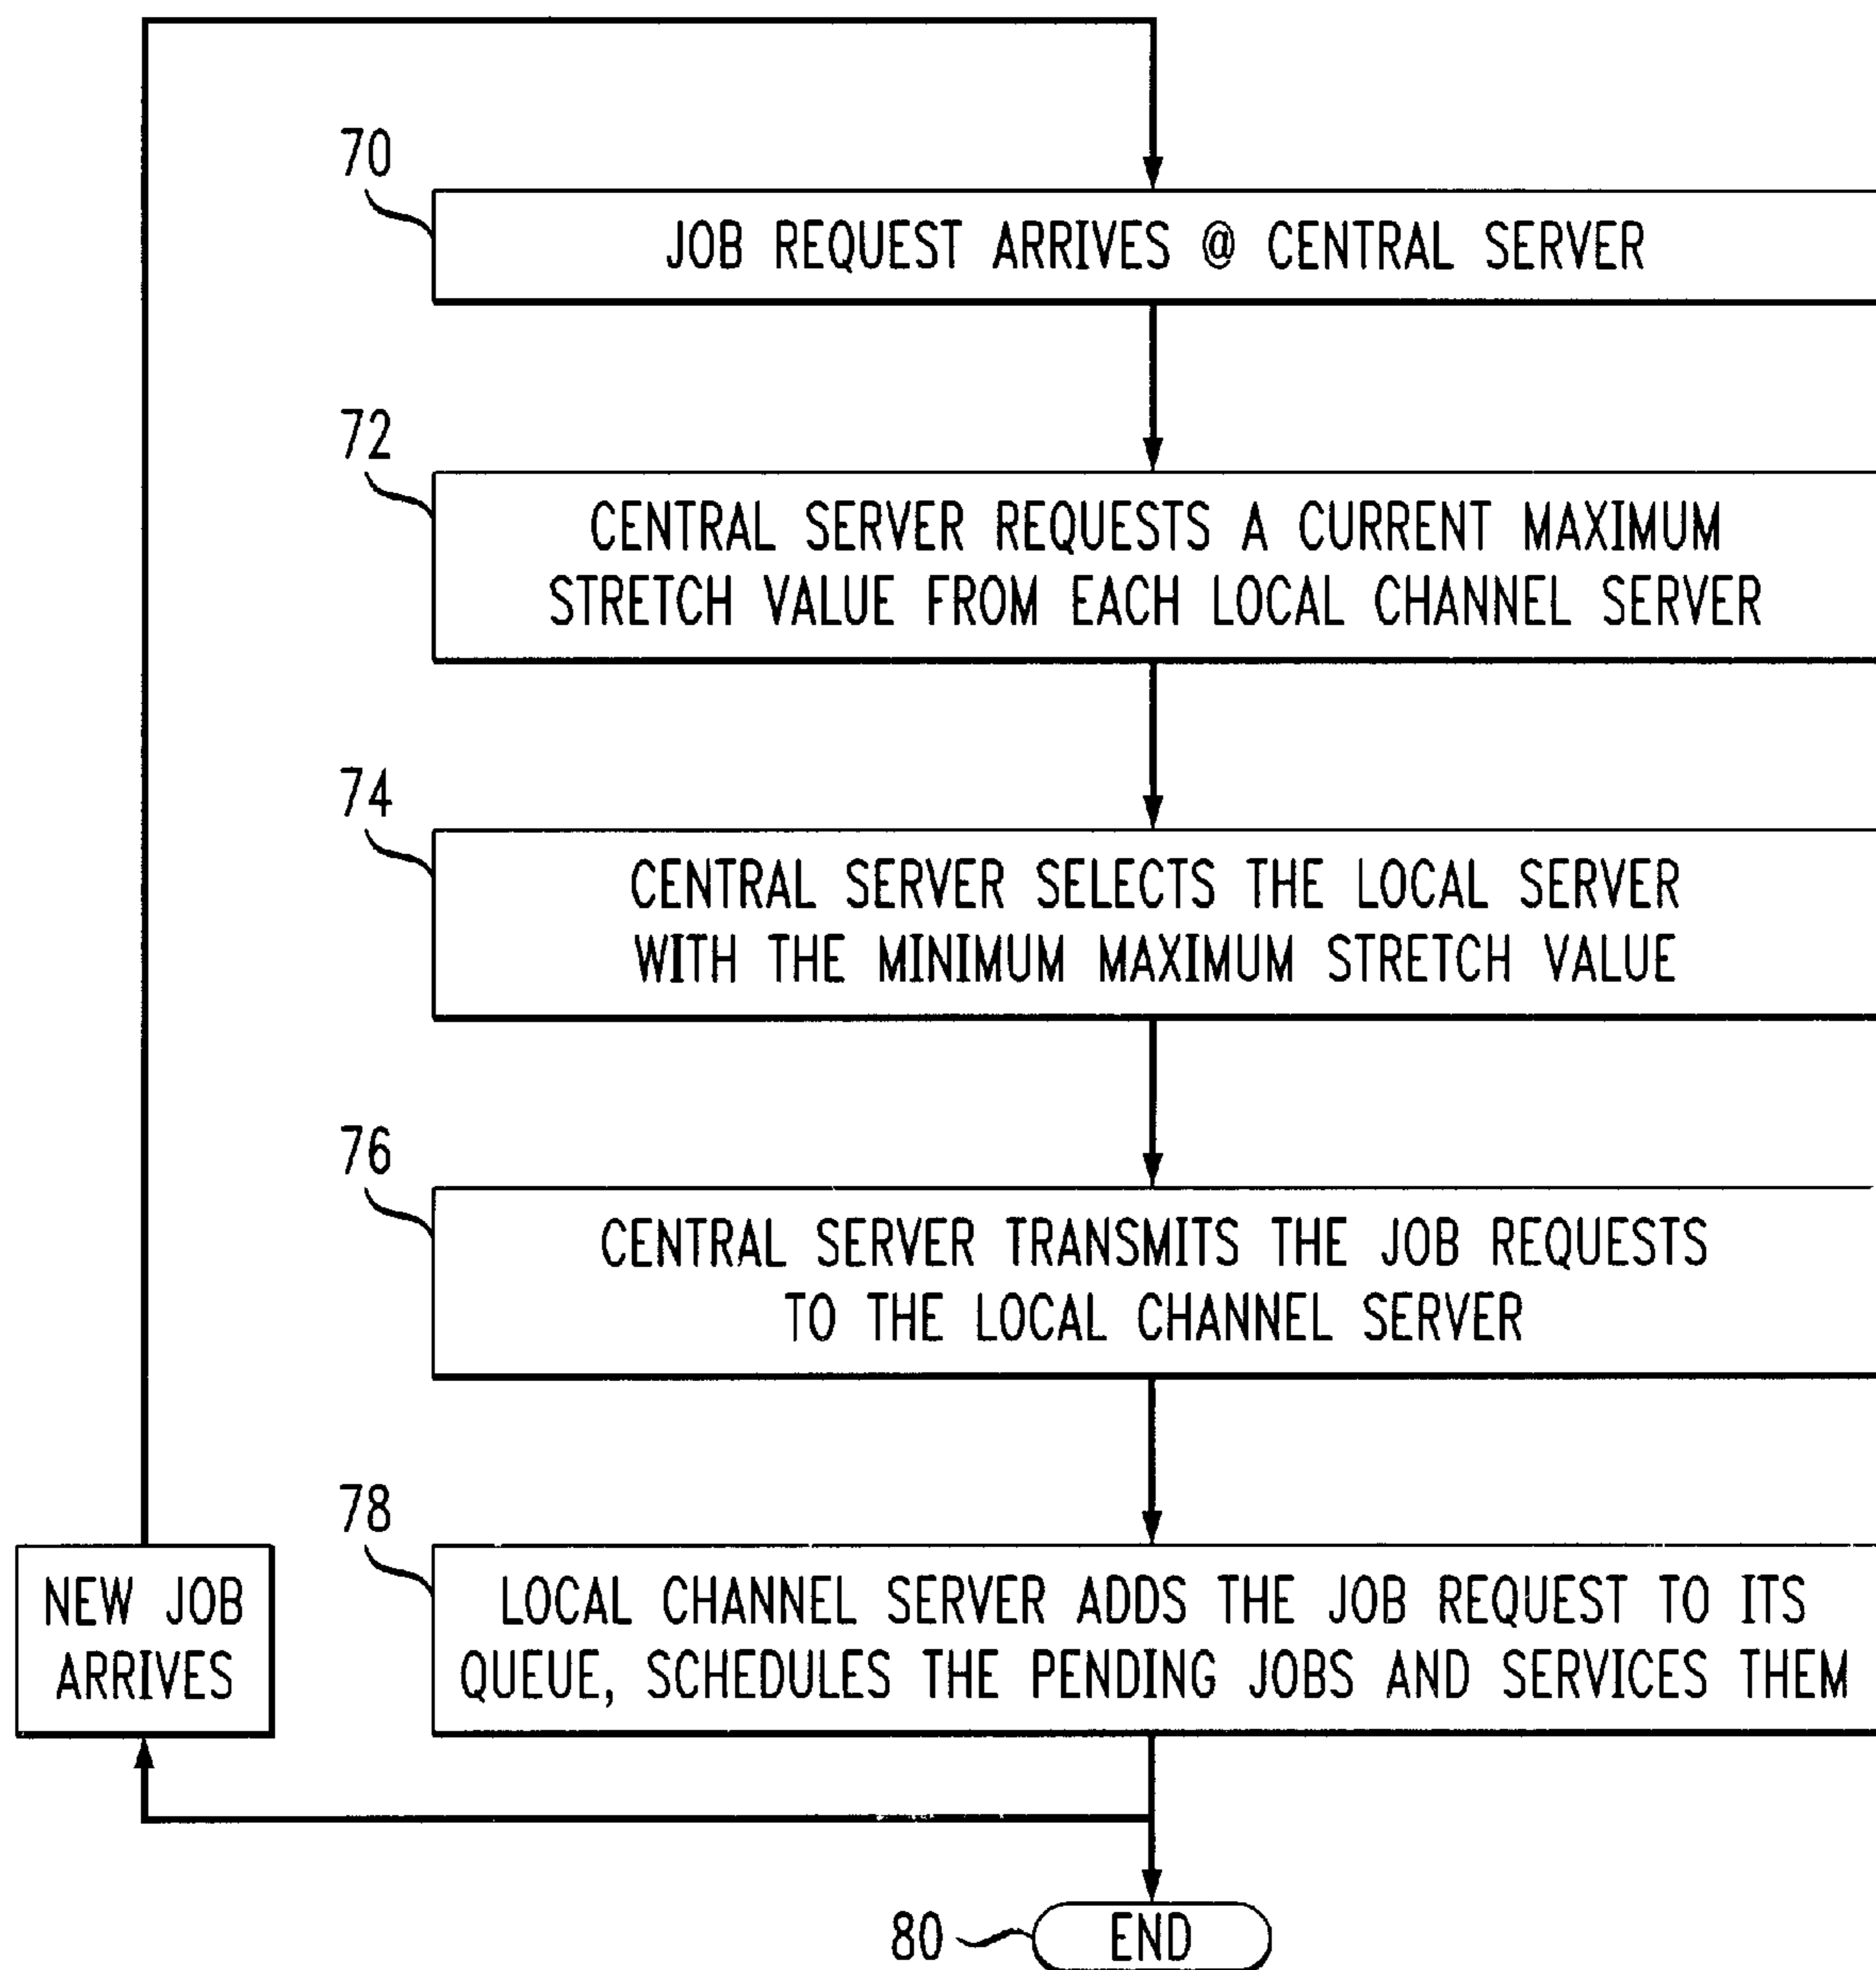 70
JOB REQUEST ARRIVES @ CENTRAL SERVER
72
CENTRAL SERVER REQUESTS A CURRENT MAXIMUM
STRETCH VALUE FROM EACH LOCAL CHANNEL SERVER
74
CENTRAL SERVER SELECTS THE LOCAL SERVER
WITH THE MINIMUM MAXIMUM STRETCH VALUE
76
CENTRAL SERVER TRANSMITS THE JOB REQUESTS
TO THE LOCAL CHANNEL SERVER
78
LOCAL CHANNEL SERVER ADDS THE JOB REQUEST TO ITS
QUEUE, SCHEDULES THE PENDING JOBS AND SERVICES THEM
NEW JOB
ARRIVES
80
END